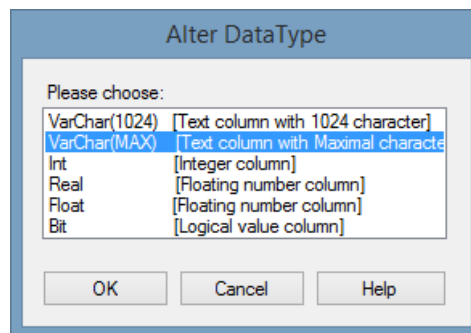 Alter DataType
Please choose:
VarChar(1024) [Text column with 1024 character]
VarChar(MAX) [Text column with Maximal characte
Int [Integer column]
Real [Floating number column]
Float [Floating number column]
Bit [Logical value column]
OK Cancel Help